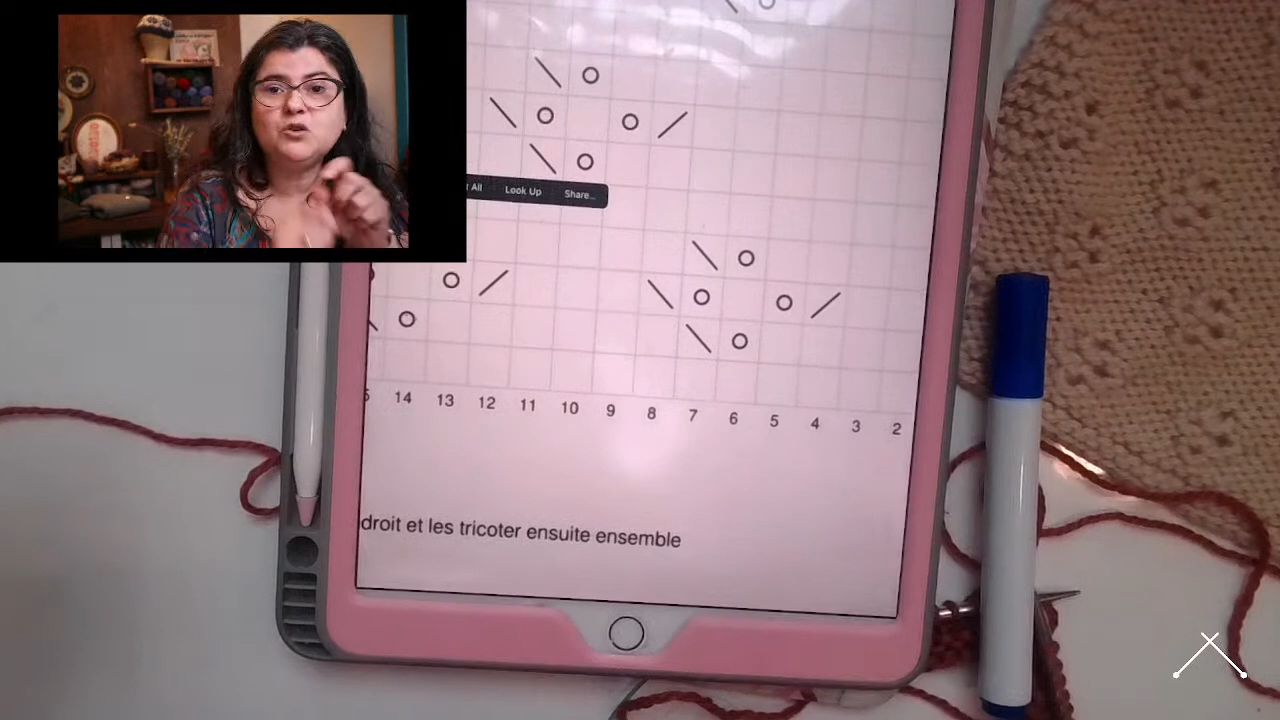 All
Look Up
Share...
14 13 12 11 10 9 8 7 6 5 4 3 2
droit et les tricoter ensuite ensemble